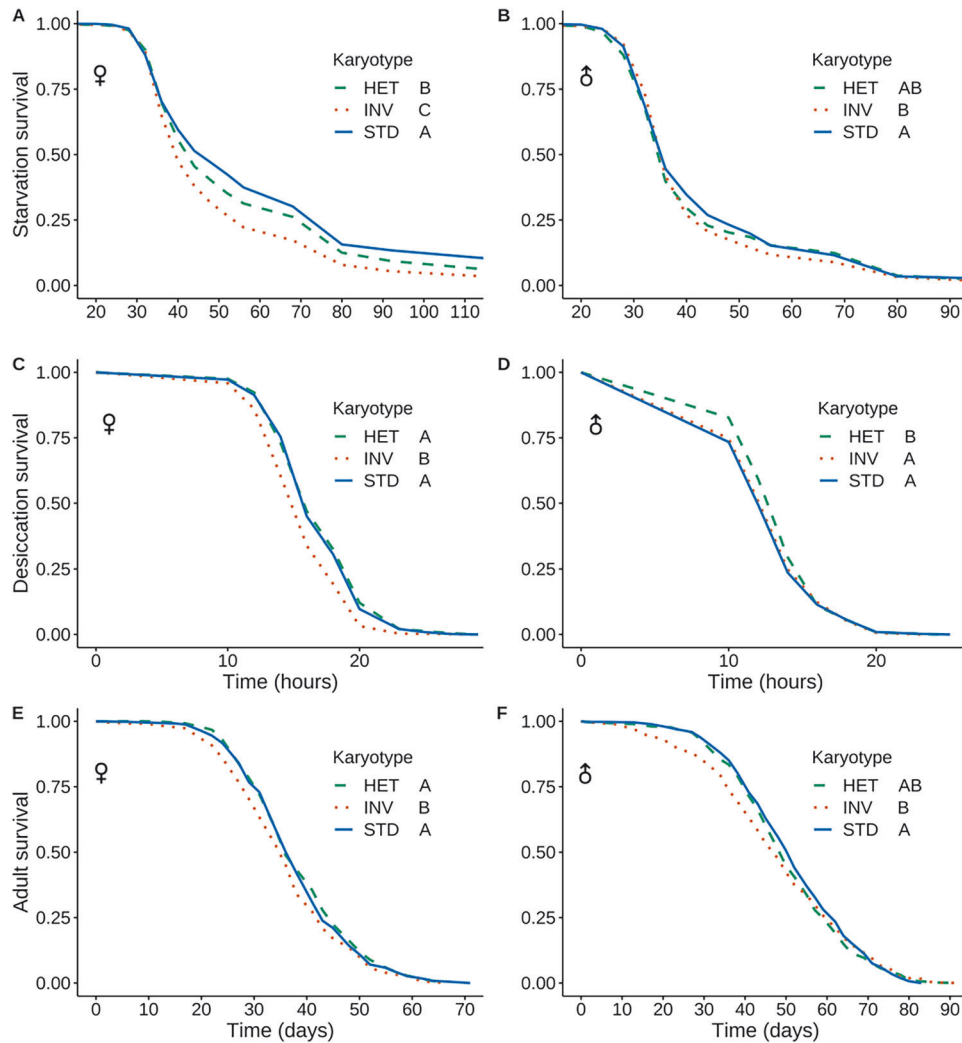 A
Starvation survival
1.00
0.75
0.50
0.25
0.00
♀
Karyotype
HET B
INV C
STD A
20 30 40 50 60 70 80 90 100 110
B
1.00
0.75
0.50
0.25
0.00
♂
Karyotype
HET AB
INV B
STD A
20 30 40 50 60 70 80 90
C
Desiccation survival
1.00
0.75
0.50
0.25
0.00
♀
Karyotype
HET A
INV B
STD A
0 10 20
Time (hours)
D
1.00
0.75
0.50
0.25
0.00
♂
Karyotype
HET B
INV A
STD A
0 10 20
Time (hours)
E
Adult survival
1.00
0.75
0.50
0.25
0.00
♀
Karyotype
HET A
INV B
STD A
0 10 20 30 40 50 60 70
Time (days)
F
1.00
0.75
0.50
0.25
0.00
♂
Karyotype
HET AB
INV B
STD A
0 10 20 30 40 50 60 70 80 90
Time (days)